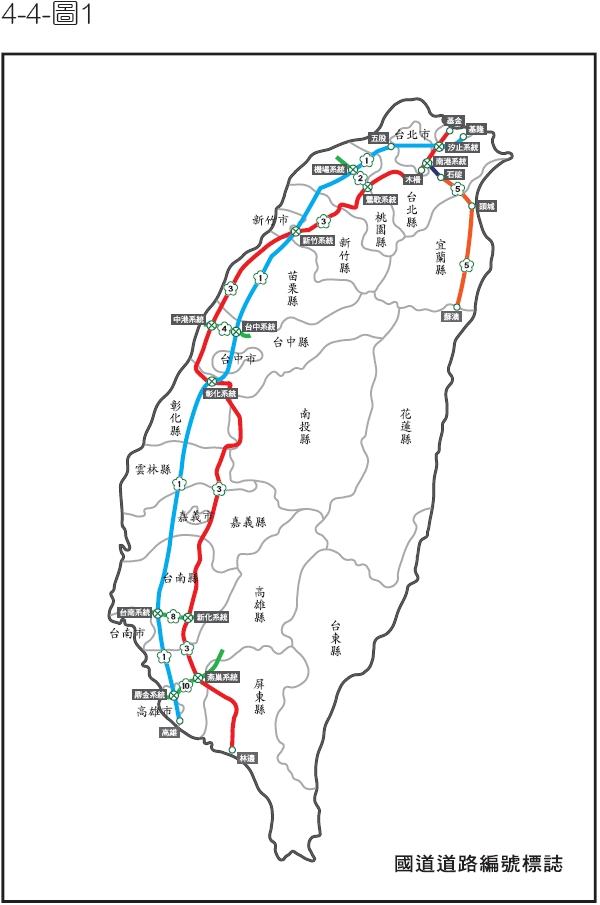 4-4-圖1
基金
基隆
五股
台北市
汐止系統
1
南港系統
機場系統
石碇
2
木柵
5
鶯歌系統
台北縣
頭城
新竹市
3
桃園縣
新竹系統
新竹縣
宜蘭縣
5
1
苗栗縣
3
蘇澳
中港系統
4
台中系統
台中縣
台中市
彰化系統
彰化縣
南投縣
花蓮縣
雲林縣
1
3
嘉義市
嘉義縣
台南縣
高雄縣
台南系統
8
新化系統
台南市
台東縣
3
1
燕巢系統
10
屏東縣
鼎金系統
高雄市
高雄
林邊
國道道路編號標誌